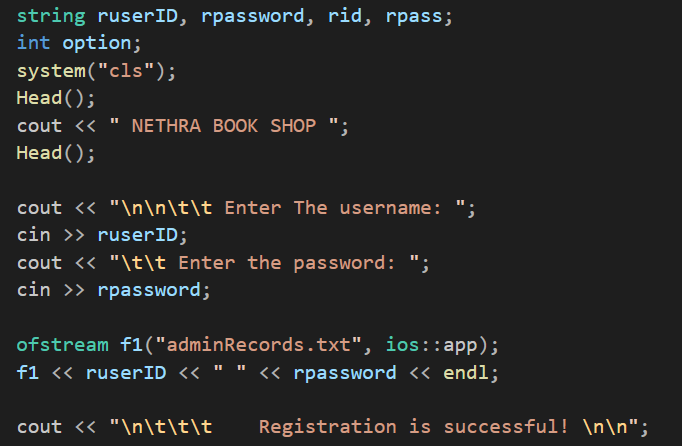 string ruserID, rpassword, rid, rpass;
int option;
system("cls");
Head();
cout << " NETHRA BOOK SHOP ";
Head();
cout << "\n\n\t\t Enter The username: ";
cin >> ruserID;
cout << "\t\t Enter the password: ";
cin >> rpassword;
ofstream f1("adminRecords.txt", ios::app);
f1 << ruserID << " " << rpassword << endl;
cout << "\n\t\t\t    Registration is successful! \n\n";